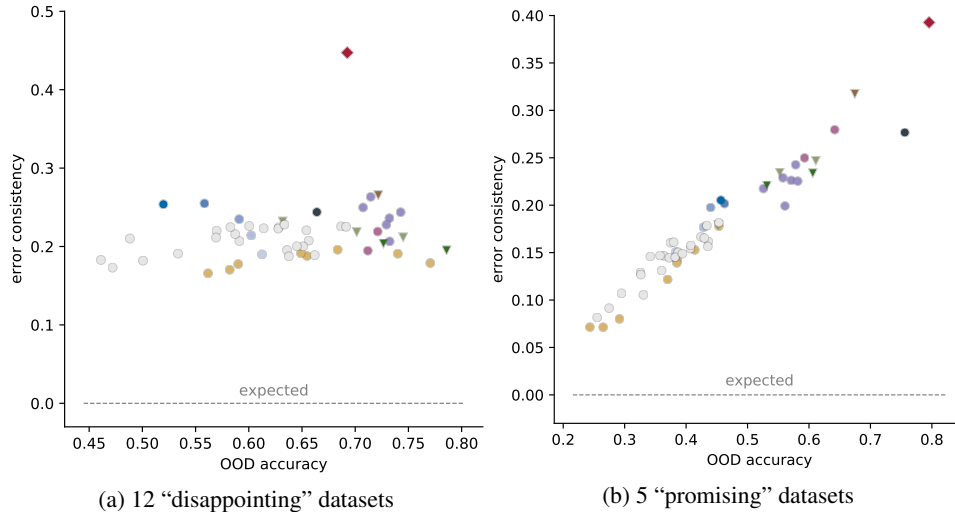 0.5
0.4
0.3
0.2
0.1
0.0
error consistency
expected
0.45 0.50 0.55 0.60 0.65 0.70 0.75 0.80
OOD accuracy
(a) 12 “disappointing” datasets
0.40
0.35
0.30
0.25
0.20
0.15
0.10
0.05
0.00
error consistency
expected
0.2 0.3 0.4 0.5 0.6 0.7 0.8
OOD accuracy
(b) 5 “promising” datasets